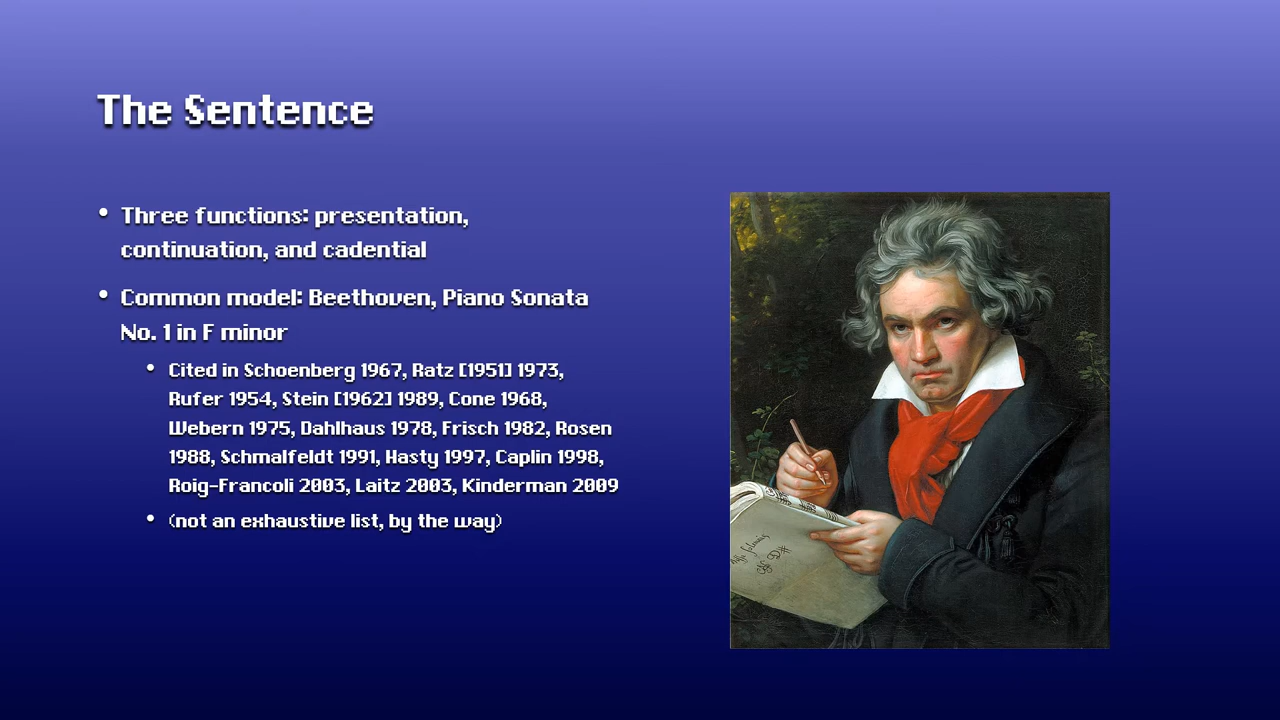 The Sentence
• Three functions: presentation,
continuation, and cadential
• Common model: Beethoven, Piano Sonata
No. 1 in F minor
• Cited in Schoenberg 1967, Ratz [1951] 1973,
Rufer 1954, Stein [1962] 1989, Cone 1968,
Webern 1975, Dahlhaus 1978, Frisch 1982, Rosen
1988, Schmalfeldt 1991, Hasty 1997, Caplin 1998,
Roig-Francoli 2003, Laitz 2003, Kinderman 2009
• (not an exhaustive list, by the way)